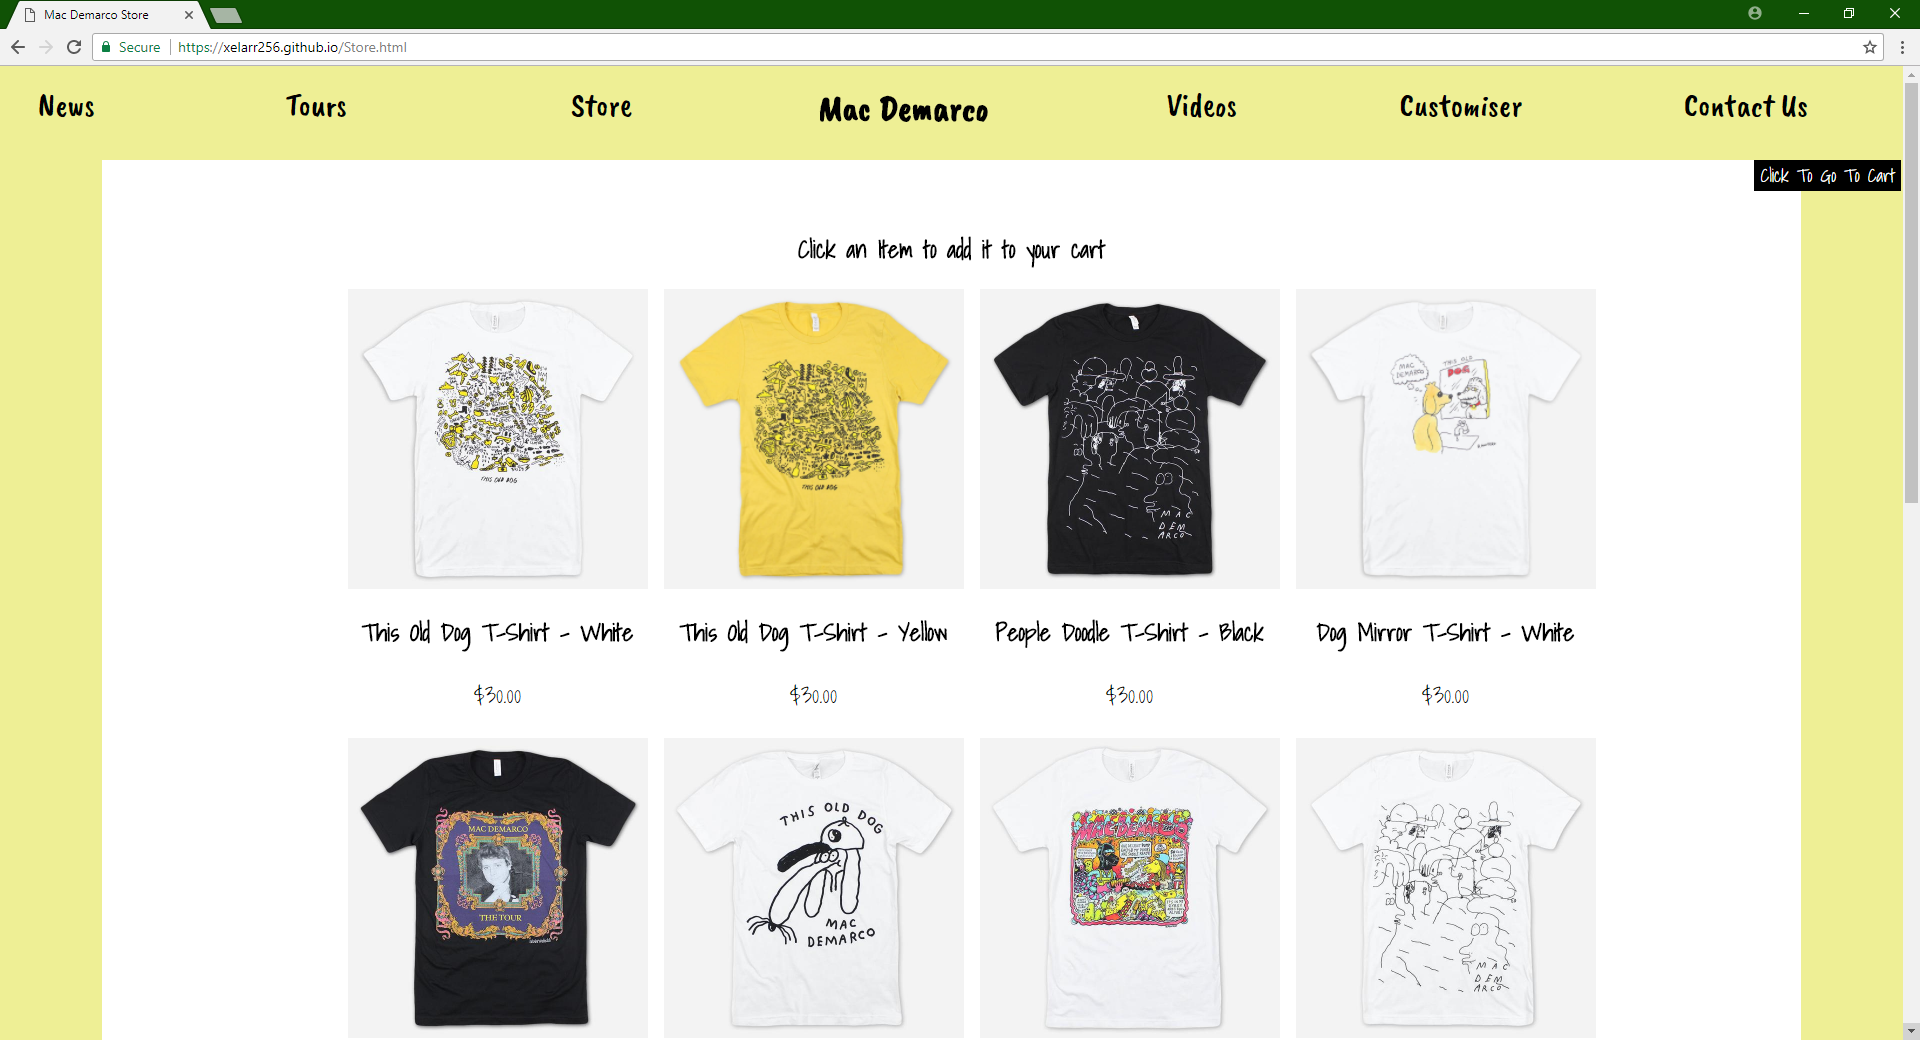 Mac Demarco Store
Secure
https://xelarr256.github.io/Store.html
News Tours Store Mac Demarco Videos Customiser Contact Us
Click To Go To Cart
Click an Item to add it to your cart
THIS OLD DOG
THIS OLD DOG
MAC
DEM
ARCO
MAC
DEMARCO
THIS OLD
DOG
This Old Dog T-Shirt - White
This Old Dog T-Shirt - Yellow
People Doodle T-Shirt - Black
Dog Mirror T-Shirt - White
$30.00
$30.00
$30.00
$30.00
MAC DEMARCO
THE TOUR
THIS OLD DOG
MAC
DEMARCO
MAC DEMARCO
MAC
DEM
ARCO